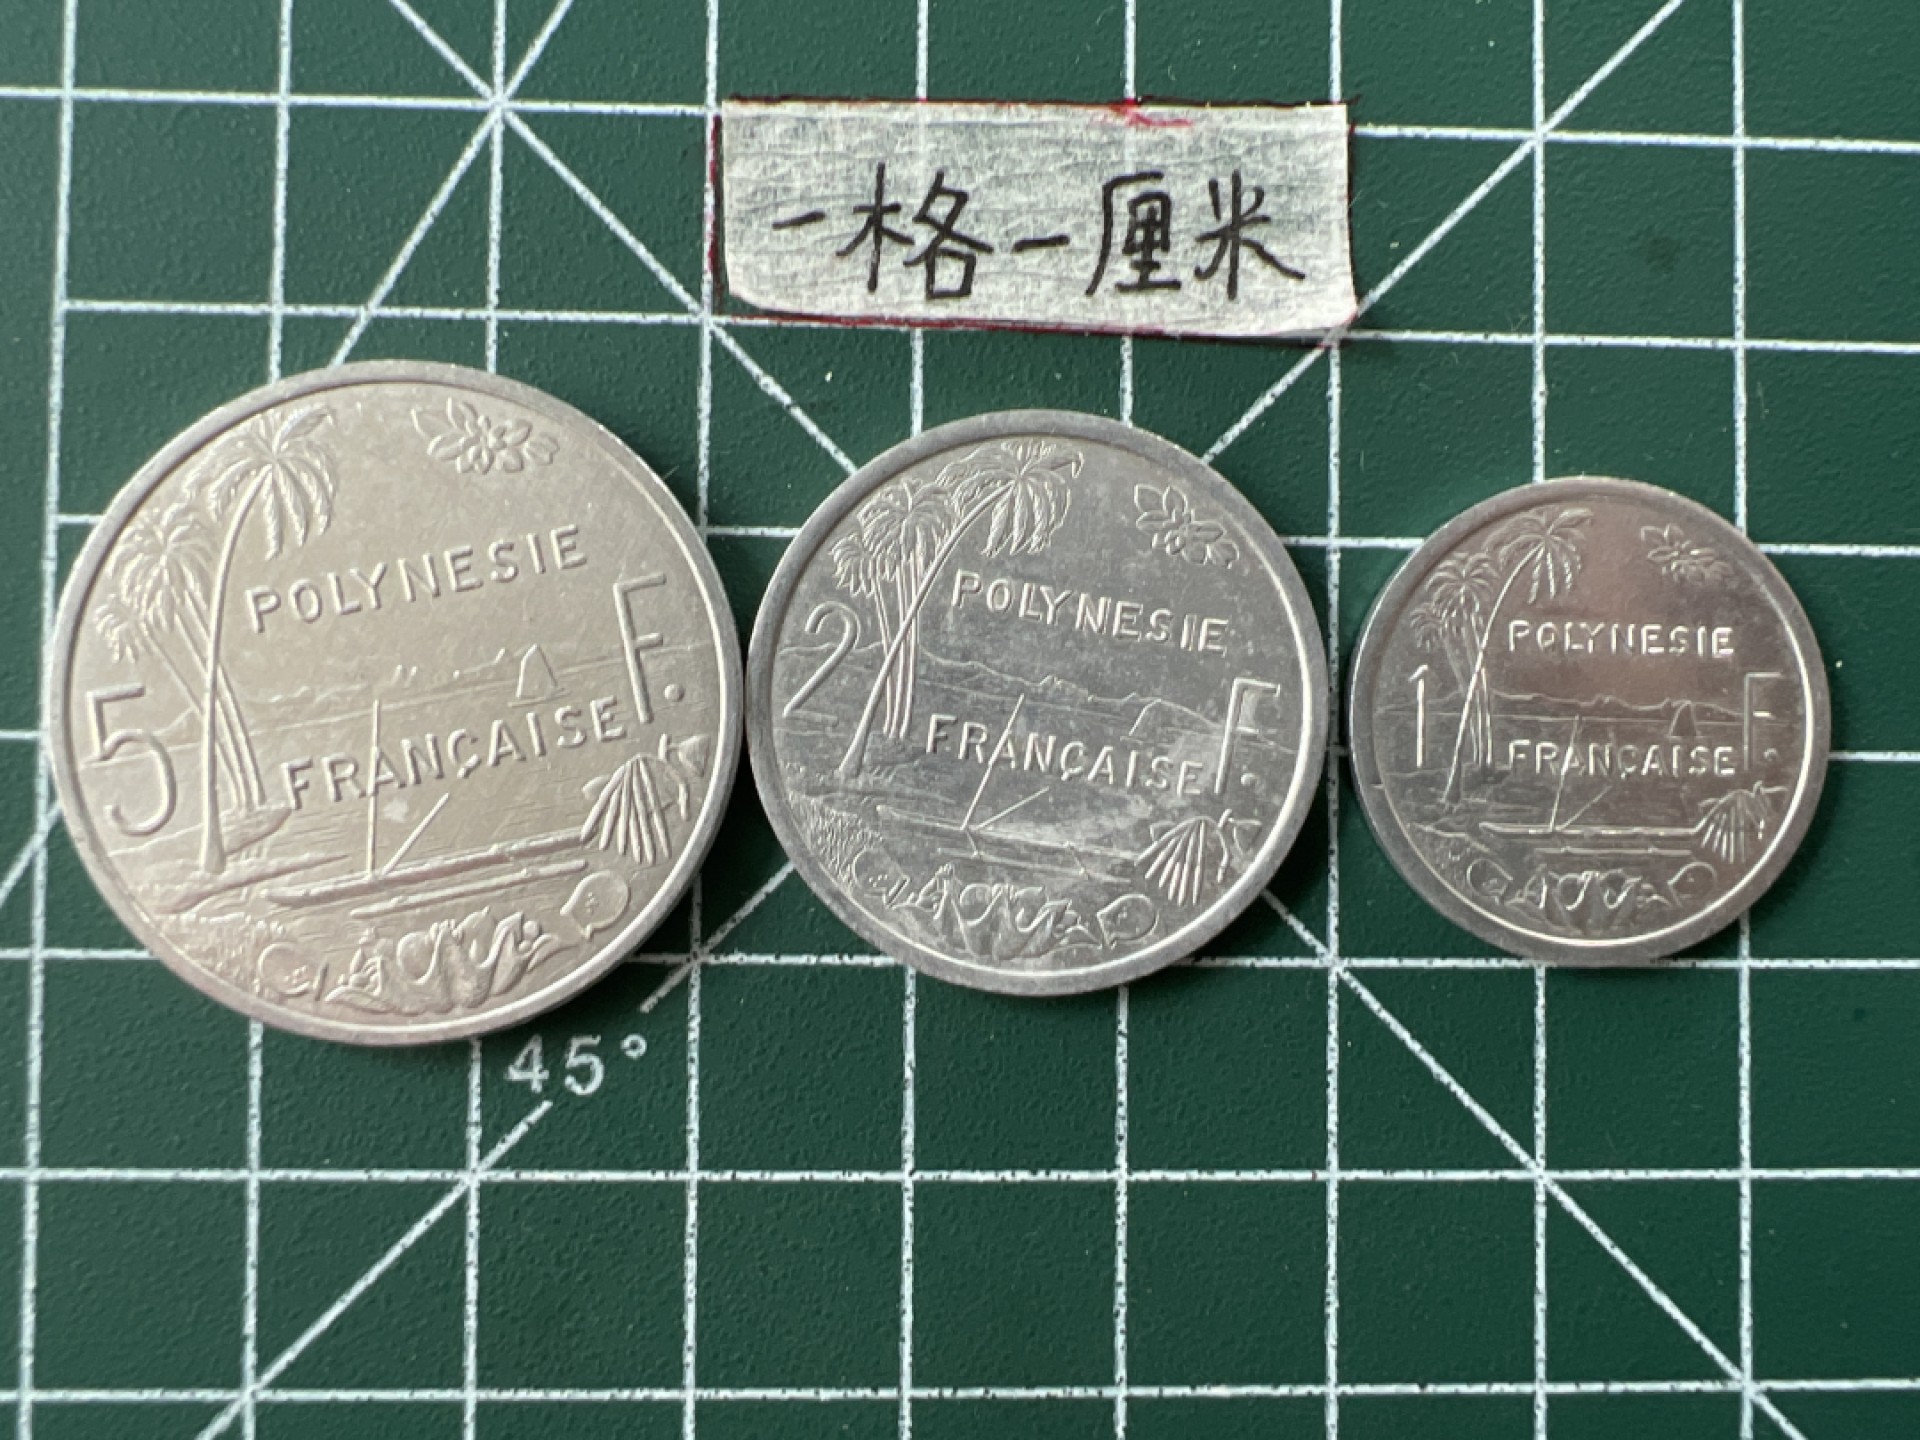 一格一厘米
5 POLYNESIE F.
FRANÇAISE
2 POLYNESIE F.
FRANÇAISE
1 POLYNESIE F.
FRANÇAISE
45°